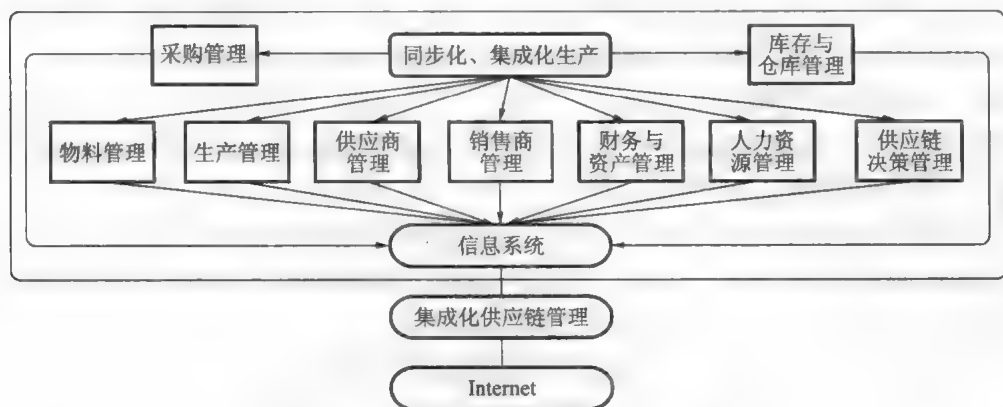 采购管理
同步化、集成化生产
库存与
仓库管理
物料管理
生产管理
供应商
管理
销售商
管理
财务与
资产管理
人力资
源管理
供应链
决策管理
信息系统
集成化供应链管理
Internet